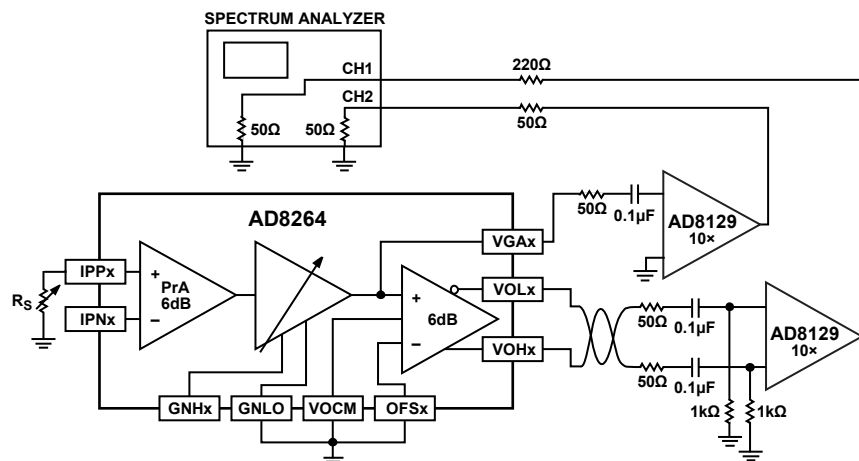 SPECTRUM ANALYZER
CH1
220Ω
CH2
50Ω
50Ω
50Ω
AD8264
VGAx
50Ω
0.1µF
AD8129
10×
IPPx
+
PrA
6dB
–
RS
IPNx
+
6dB
–
VOLx
VOHx
50Ω
0.1µF
50Ω
0.1µF
AD8129
10×
1kΩ
1kΩ
GNHx
GNLO
VOCM
OFSx